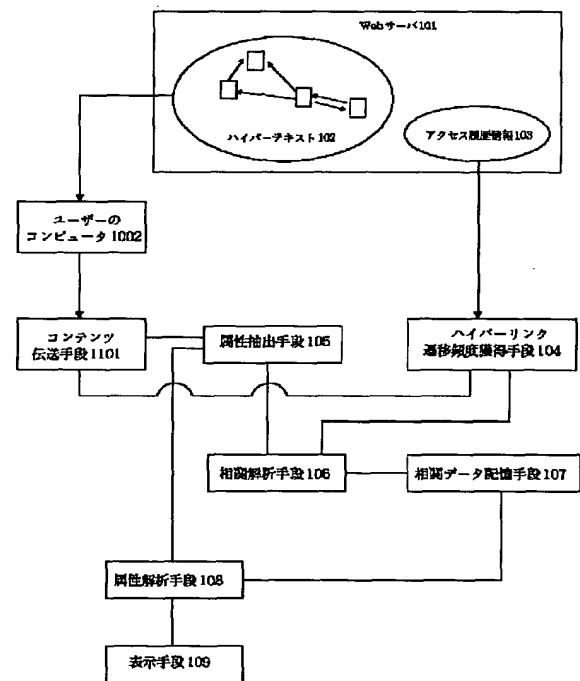 Webサーバ101
ハイパーテキスト102
アクセス履歴情報103
ユーザーの
コンピュータ1002
コンテンツ
伝送手段1101
属性抽出手段105
ハイパーリンク
遷移頻度獲得手段104
相関解析手段106
相関データ記憶手段107
属性解析手段108
表示手段109